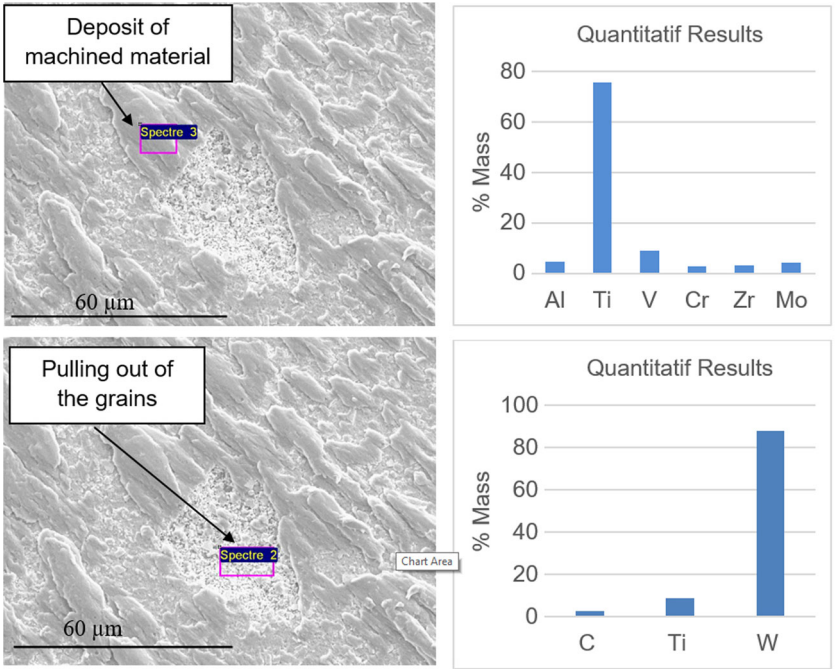 Deposit of
machined material
Spectre 3
60 µm
Quantitatif Results
% Mass
80
60
40
20
0
Al Ti V Cr Zr Mo
Pulling out of
the grains
Spectre 2
60 µm
Chart Area
Quantitatif Results
% Mass
100
80
60
40
20
0
C Ti W